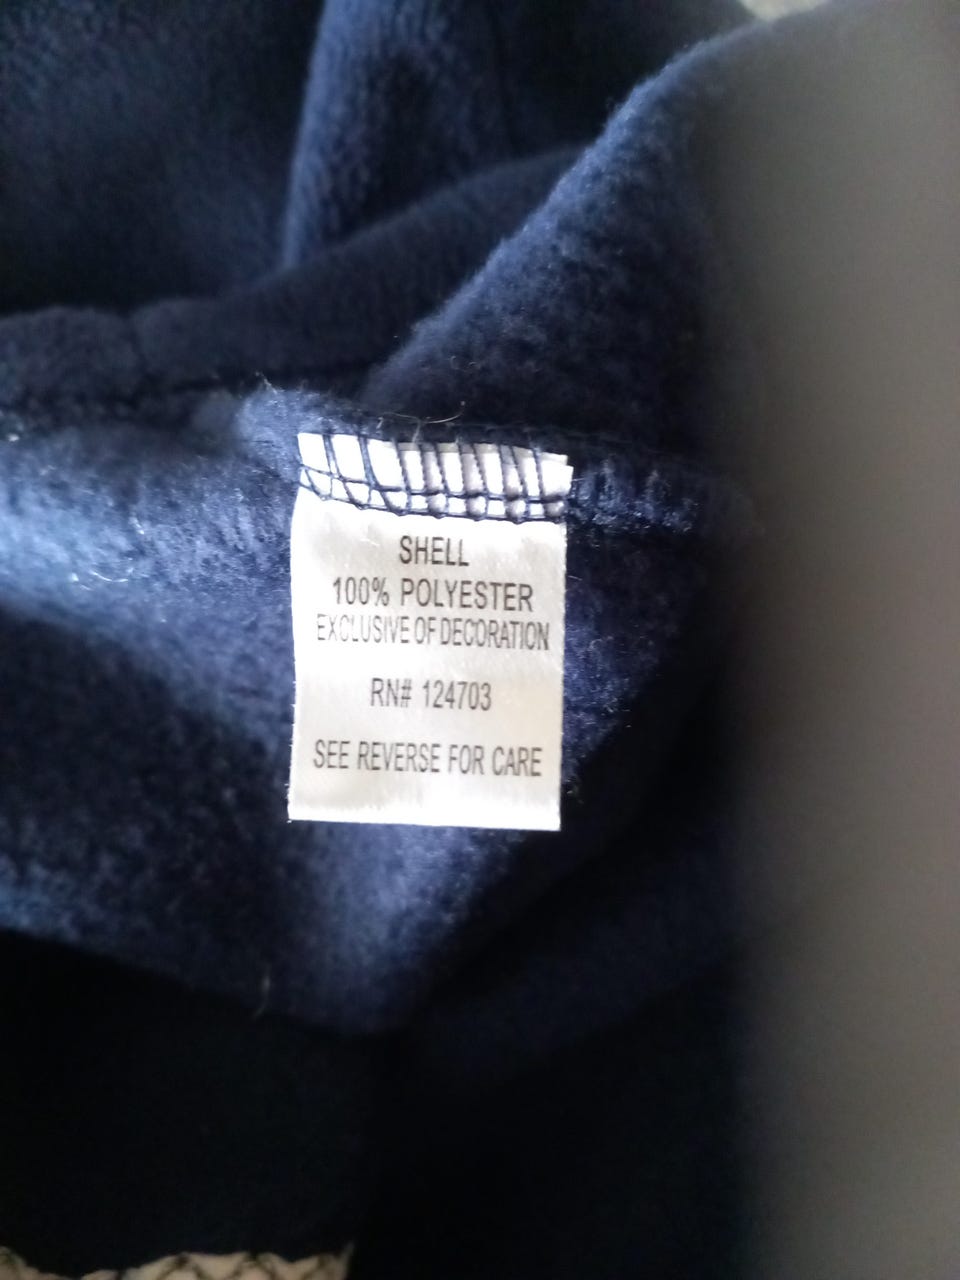 SHELL
100% POLYESTER
EXCLUSIVE OF DECORATION
RN# 124703
SEE REVERSE FOR CARE